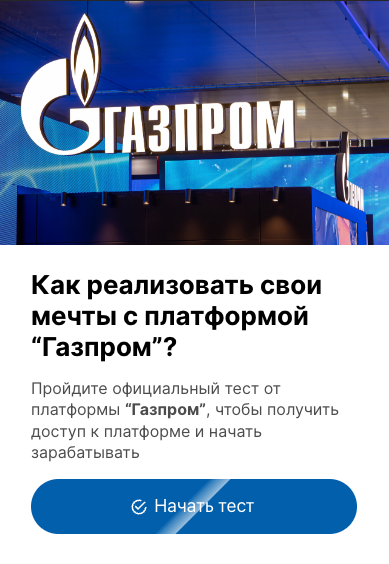 ГАЗПРОМ
Как реализовать свои
мечты с платформой
“Газпром”?
Пройдите официальный тест от
платформы “Газпром”, чтобы получить
доступ к платформе и начать
зарабатывать
Начать тест